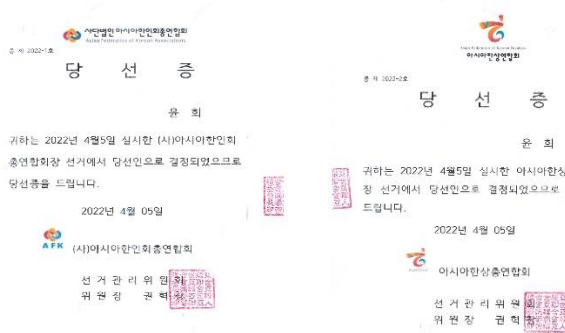 사단법인 아시아한인회총연합회
Asian Federation of Korean Associations
증 제 2022-1호
당 선 증
윤 희
귀하는 2022년 4월5일 실시한 (사)아시아한인회
총연합회장 선거에서 당선인으로 결정되었으므로
당선증을 드립니다.
2022년 4월 05일
AFK (사)아시아한인회총연합회
선 거 관 리 위 원 회
위 원 장 권 혁
아시아한상연합회
증 제 2022-2호
당 선 증
윤 희
귀하는 2022년 4월5일 실시한 아시아한상
장 선거에서 당선인으로 결정되었으므로
드립니다.
2022년 4월 05일
아시아한상총연합회
선 거 관 리 위 원
위 원 장 권 혁